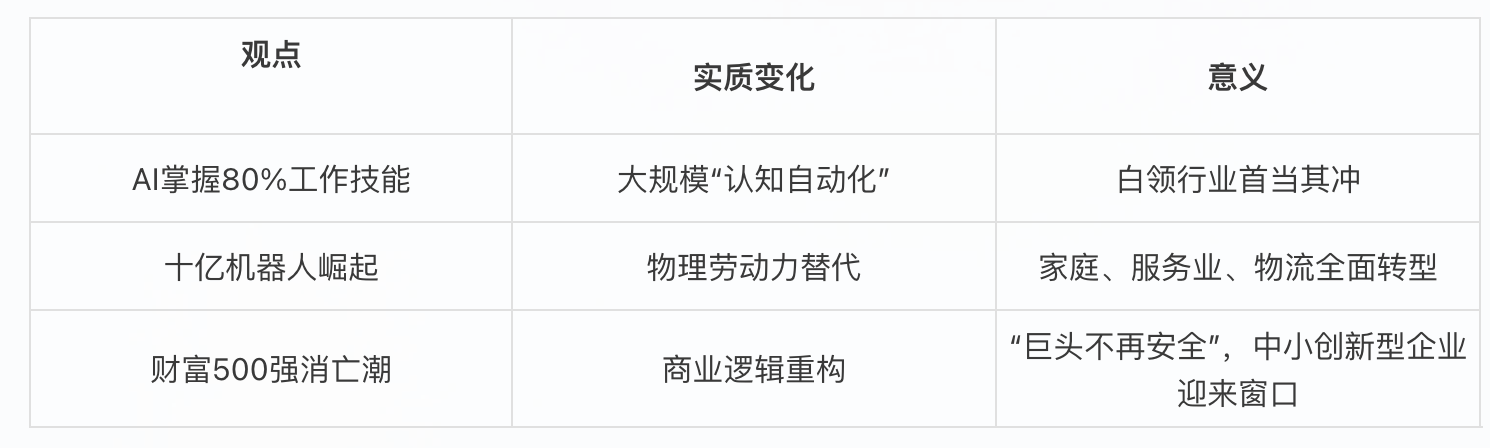 观点
实质变化
意义
AI掌握80%工作技能
大规模“认知自动化”
白领行业首当其冲
十亿机器人崛起
物理劳动力替代
家庭、服务业、物流全面转型
财富500强消亡潮
商业逻辑重构
“巨头不再安全”，中小创新型企业
迎来窗口